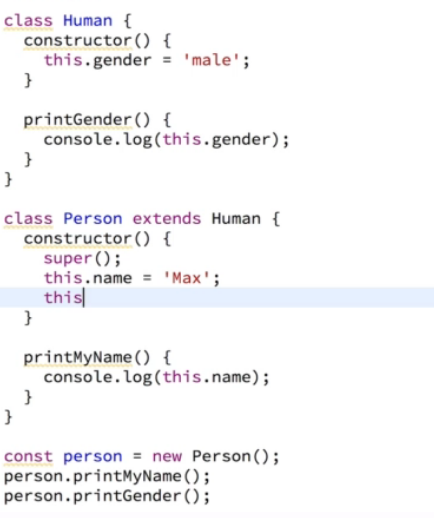 class Human {
  constructor() {
    this.gender = 'male';
  }

  printGender() {
    console.log(this.gender);
  }
}

class Person extends Human {
  constructor() {
    super();
    this.name = 'Max';
    this
  }

  printMyName() {
    console.log(this.name);
  }
}

const person = new Person();
person.printMyName();
person.printGender();